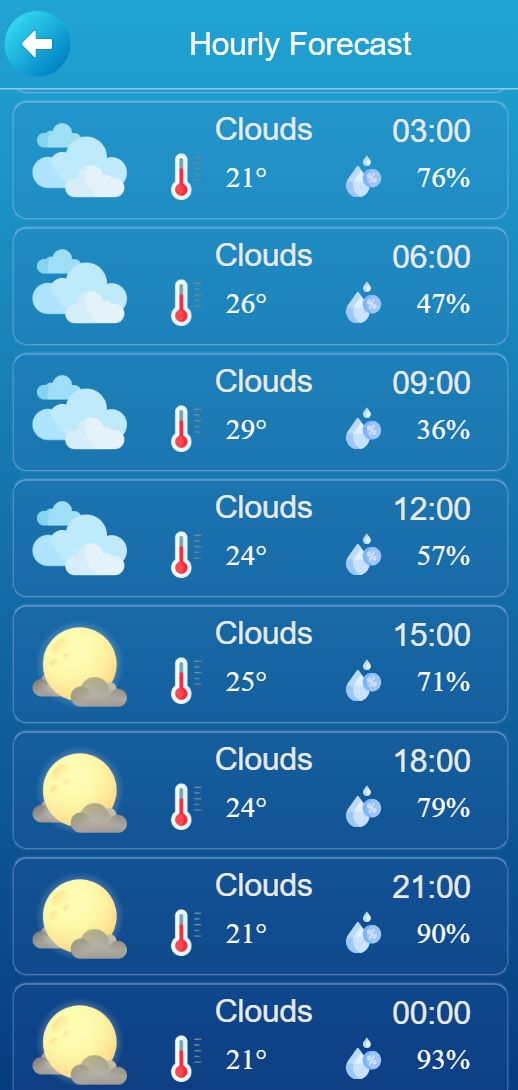 Hourly Forecast
Clouds 03:00
21° % 76%
Clouds 06:00
26° % 47%
Clouds 09:00
29° % 36%
Clouds 12:00
24° % 57%
Clouds 15:00
25° % 71%
Clouds 18:00
24° % 79%
Clouds 21:00
21° % 90%
Clouds 00:00
21° % 93%